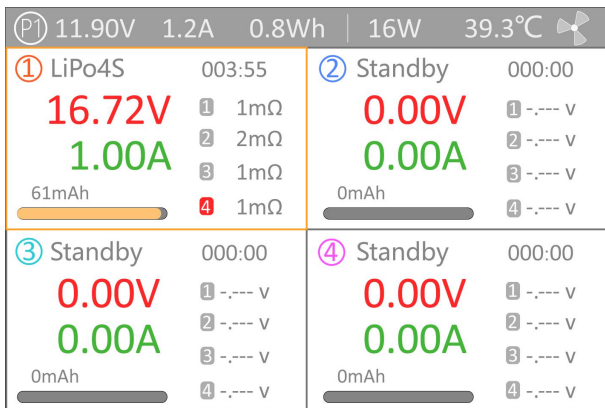 P1 11.90V 1.2A 0.8Wh 16W 39.3℃
① LiPo4S 003:55
16.72V
1.00A
1 1mΩ
2 2mΩ
3 1mΩ
4 1mΩ
61mAh
② Standby 000:00
0.00V
0.00A
1 -.--- v
2 -.--- v
3 -.--- v
4 -.--- v
0mAh
③ Standby 000:00
0.00V
0.00A
1 -.--- v
2 -.--- v
3 -.--- v
4 -.--- v
0mAh
④ Standby 000:00
0.00V
0.00A
1 -.--- v
2 -.--- v
3 -.--- v
4 -.--- v
0mAh